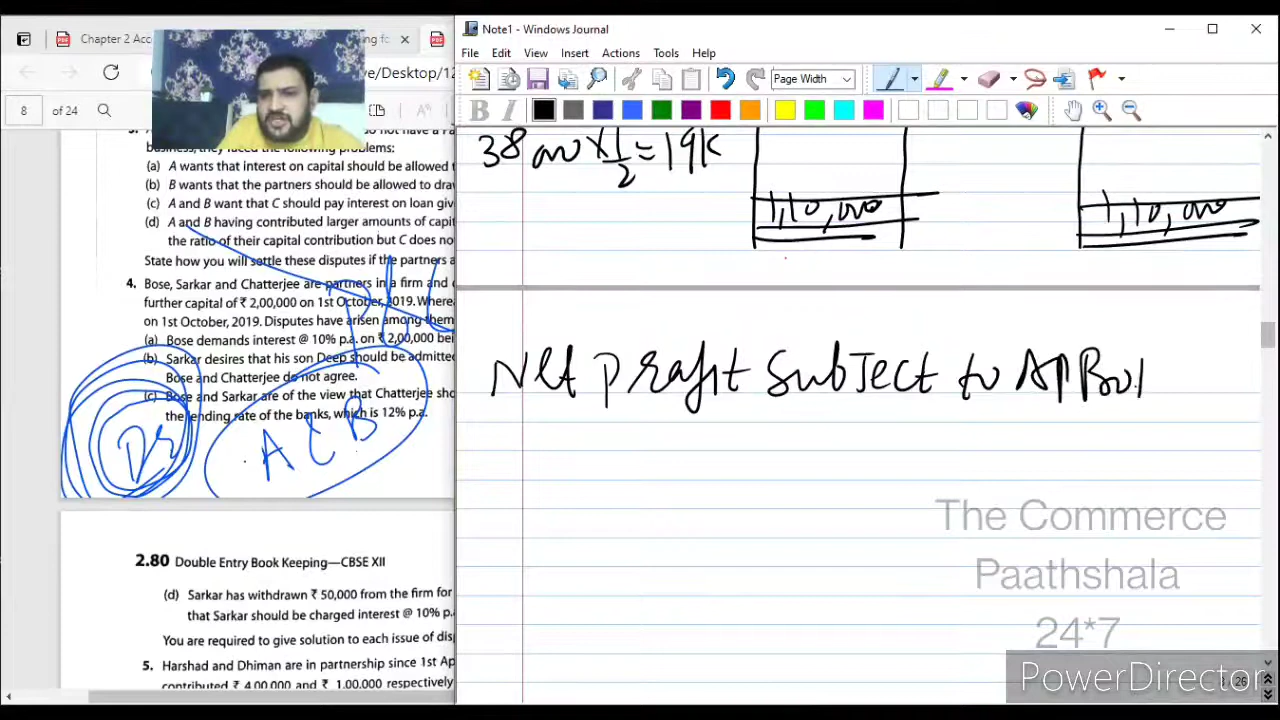 Chapter 2 Acc
Note1 - Windows Journal
File Edit View Insert Actions Tools Help
ve/Desktop/12
Page Width
8 of 24
business, they faced the following problems:
(a) A wants that interest on capital should be allowed t
(b) B wants that the partners should be allowed to dra
(c) A and B want that C should pay interest on loan giv
(d) A and B having contributed larger amounts of capit
the ratio of their capital contribution but C does no
State how you will settle these disputes if the partners a
4. Bose, Sarkar and Chatterjee are partners in a firm and
further capital of ₹ 2,00,000 on 1st October, 2019. Where
on 1st October, 2019. Disputes have arisen among them
(a) Bose demands interest @ 10% p.a. on ₹ 2,00,000 bei
(b) Sarkar desires that his son Deep should be admitted
Bose and Chatterjee do not agree.
(c) Bose and Sarkar are of the view that Chatterjee sho
the lending rate of the banks, which is 12% p.a.
Dr
A & B
2.80 Double Entry Book Keeping—CBSE XII
(d) Sarkar has withdrawn ₹ 50,000 from the firm for
that Sarkar should be charged interest @ 10% p.
You are required to give solution to each issue of dis
5. Harshad and Dhiman are in partnership since 1st Ap
contributed ₹ 4,00,000 and ₹ 1,00,000 respectively
38000 x 1/2 = 19K
1,10,000 1,10,000
Net profit Subject to
The Commerce
Paathshala
24*7
PowerDirector